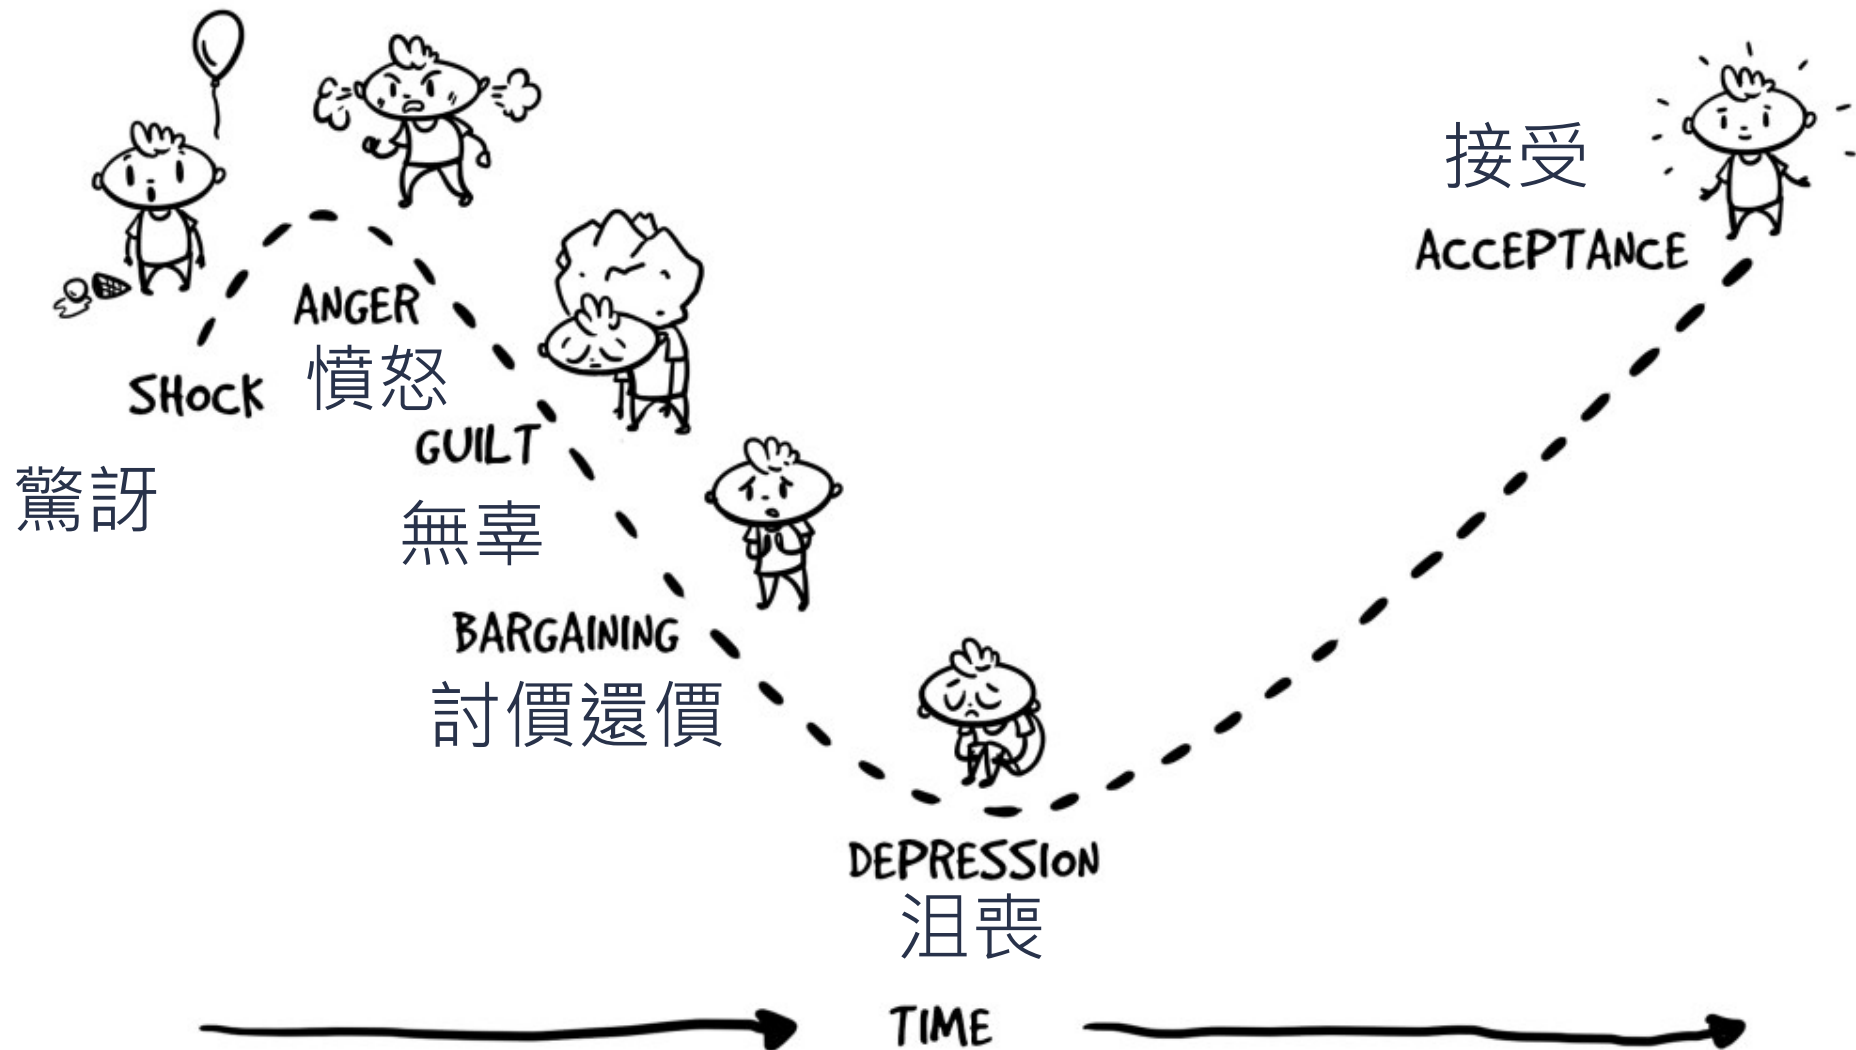 SHOCK
驚訝
ANGER
憤怒
GUILT
無辜
BARGAINING
討價還價
DEPRESSION
沮喪
接受
ACCEPTANCE
TIME